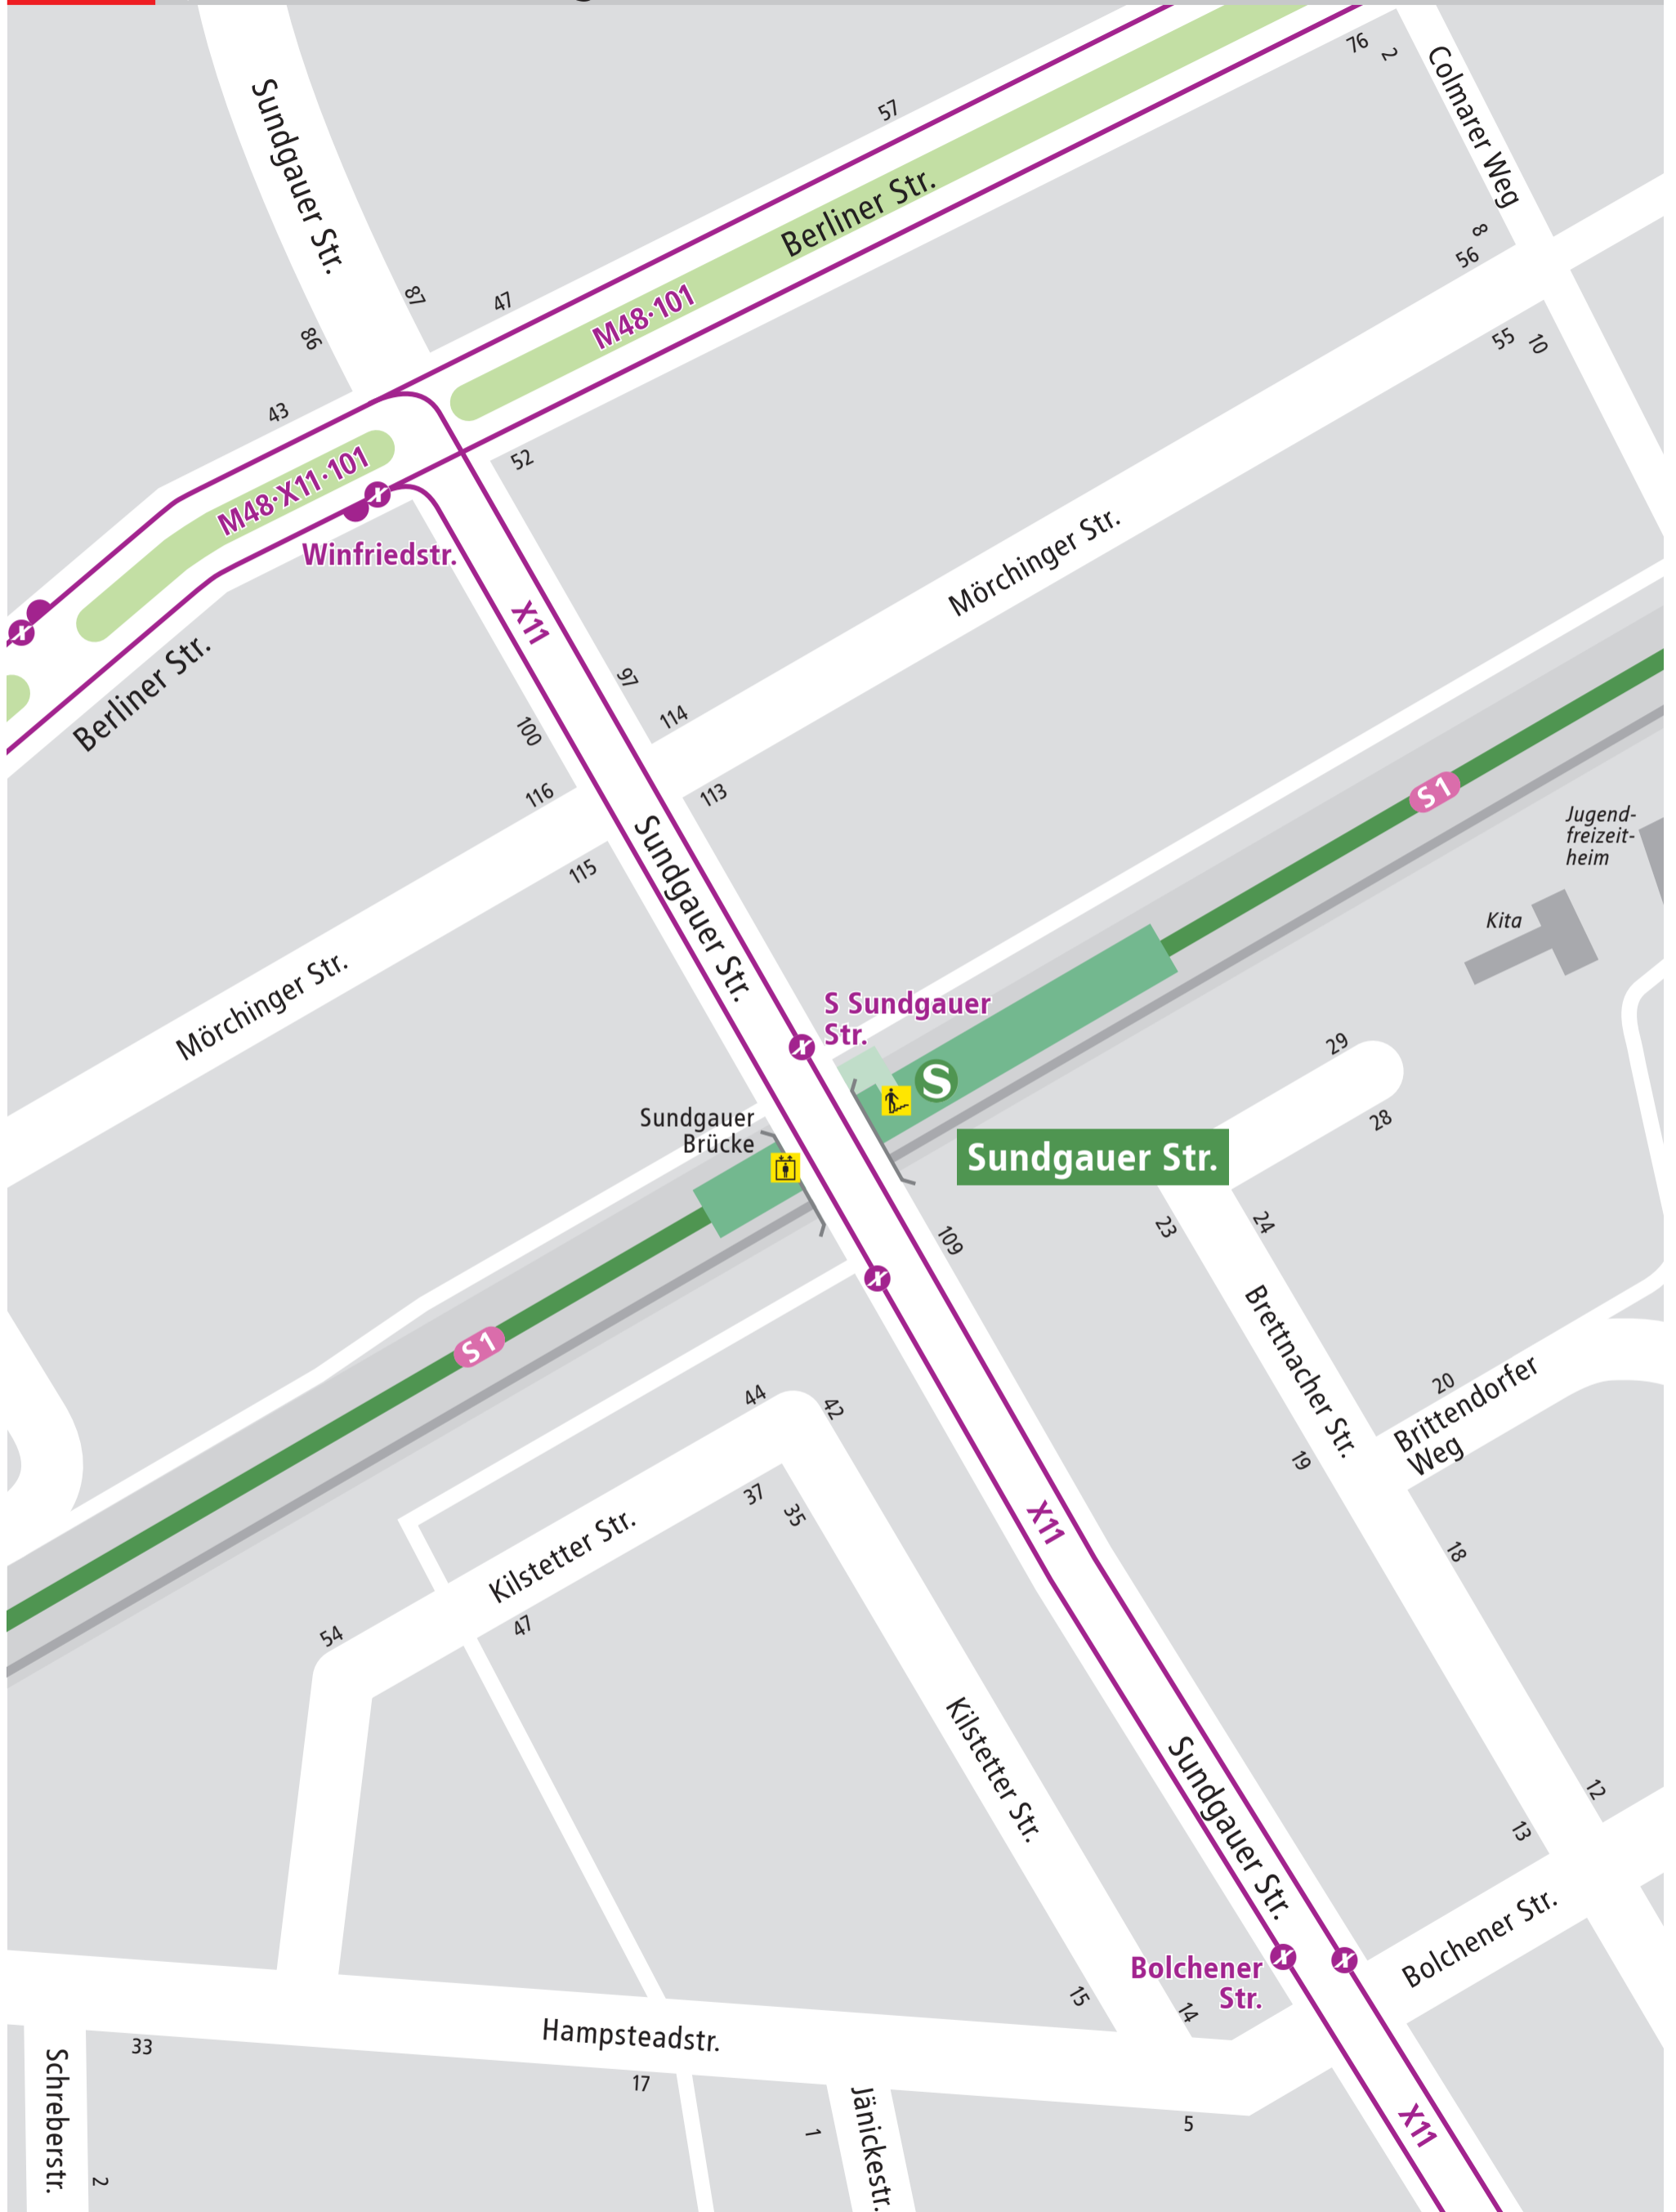 76
2
Colmarer Weg
Sundgauer Str.
57
Berliner Str.
8
56
87
47
M48·101
86
55
10
43
52
M48·X11·101
Winfriedstr.
Mörchinger Str.
X
X11
X
Berliner Str.
97
114
100
116
113
S1
Jugend-
freizeit-
heim
115
Sundgauer Str.
Kita
Mörchinger Str.
S Sundgauer
Str.
X
29
S
Sundgauer
Brücke
28
Sundgauer Str.
23
24
109
X
S1
Brettnacher Str.
20
Brittendorfer
Weg
44
42
19
37
35
X11
Kilstetter Str.
18
54
47
Kilstetter Str.
Sundgauer Str.
12
13
Bolchener Str.
X
X
Bolchener
Str.
15
14
Hampsteadstr.
33
Schreberstr.
17
Jänickestr.
1
5
X11
2